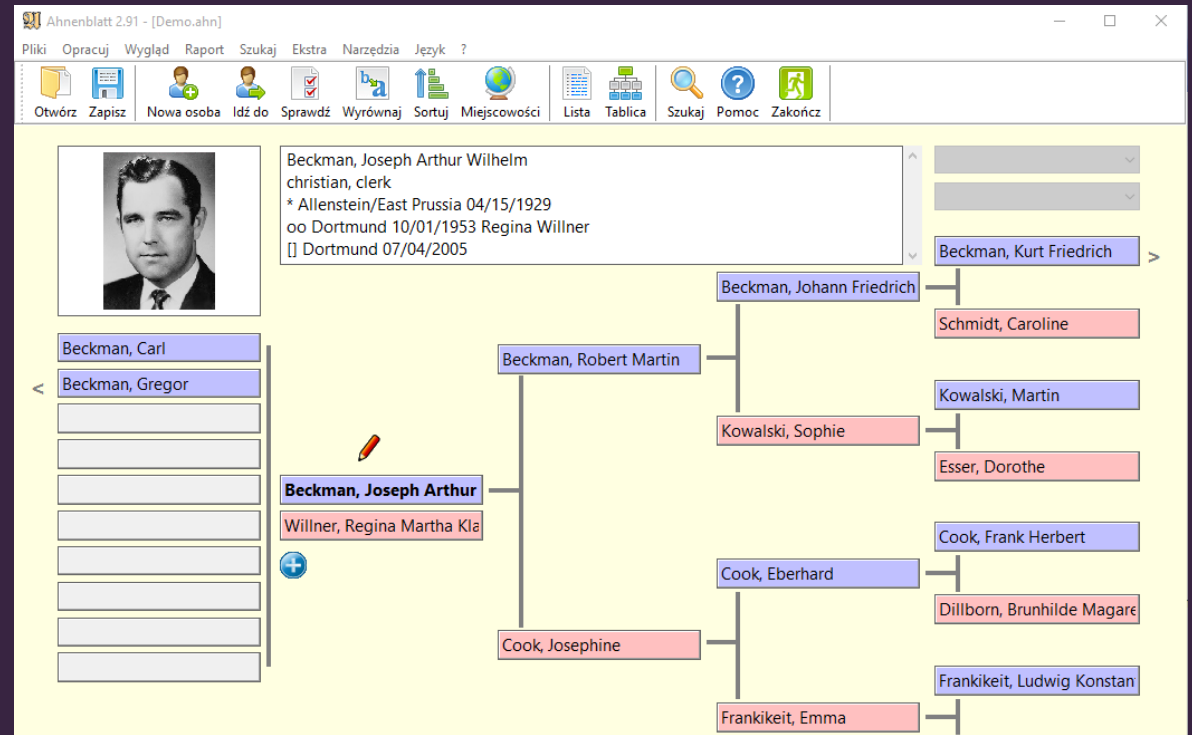 Ahnenblatt 2.91 - [Demo.ahn]
Pliki Opracuj Wygląd Raport Szukaj Ekstra Narzędzia Język ?
Otwórz Zapisz Nowa osoba Idź do Sprawdź Wyrównaj Sortuj Miejscowości Lista Tablica Szukaj Pomoc Zakończ
Beckman, Joseph Arthur Wilhelm
christian, clerk
* Allenstein/East Prussia 04/15/1929
oo Dortmund 10/01/1953 Regina Willner
[] Dortmund 07/04/2005
Beckman, Kurt Friedrich >
Beckman, Johann Friedrich
Schmidt, Caroline
Beckman, Carl
Beckman, Robert Martin
< Beckman, Gregor
Kowalski, Martin
Kowalski, Sophie
Esser, Dorothe
Beckman, Joseph Arthur
Willner, Regina Martha Kla
Cook, Frank Herbert
Cook, Eberhard
Dillborn, Brunhilde Magare
Cook, Josephine
Frankikeit, Ludwig Konstan
Frankikeit, Emma